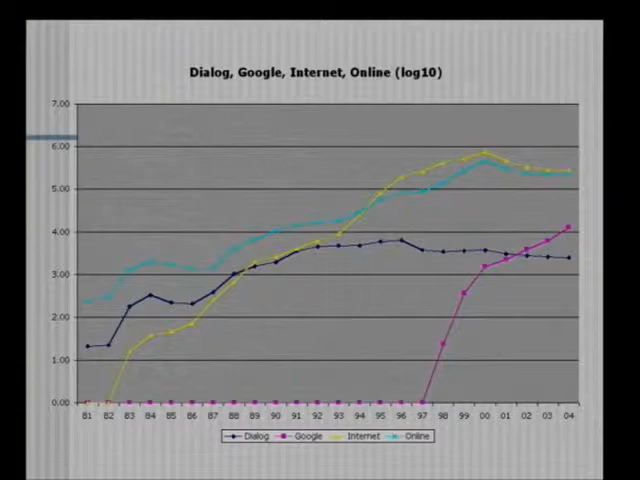 Dialog, Google, Internet, Online (log10)
7.00
6.00
5.00
4.00
3.00
2.00
1.00
0.00
81 82 83 84 85 86 87 88 89 90 91 92 93 94 95 96 97 98 99 00 01 02 03 04
Dialog Google Internet Online